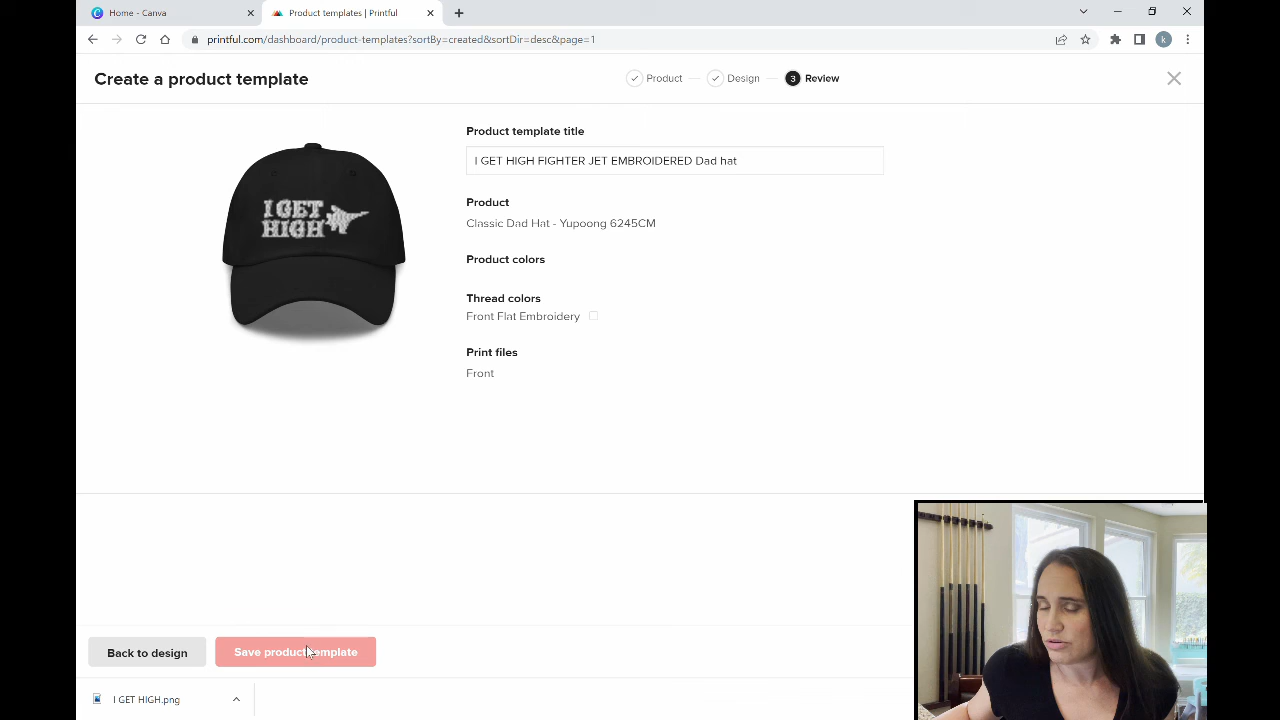 Home - Canva
Product templates | Printful
printful.com/dashboard/product-templates?sortBy=created&sortDir=desc&page=1
k
Create a product template
Product
Design
3 Review
Product template title
I GET HIGH FIGHTER JET EMBROIDERED Dad hat
I GET
HIGH
Product
Classic Dad Hat - Yupoong 6245CM
Product colors
Thread colors
Front Flat Embroidery
Print files
Front
Back to design
Save product template
I GET HIGH.png